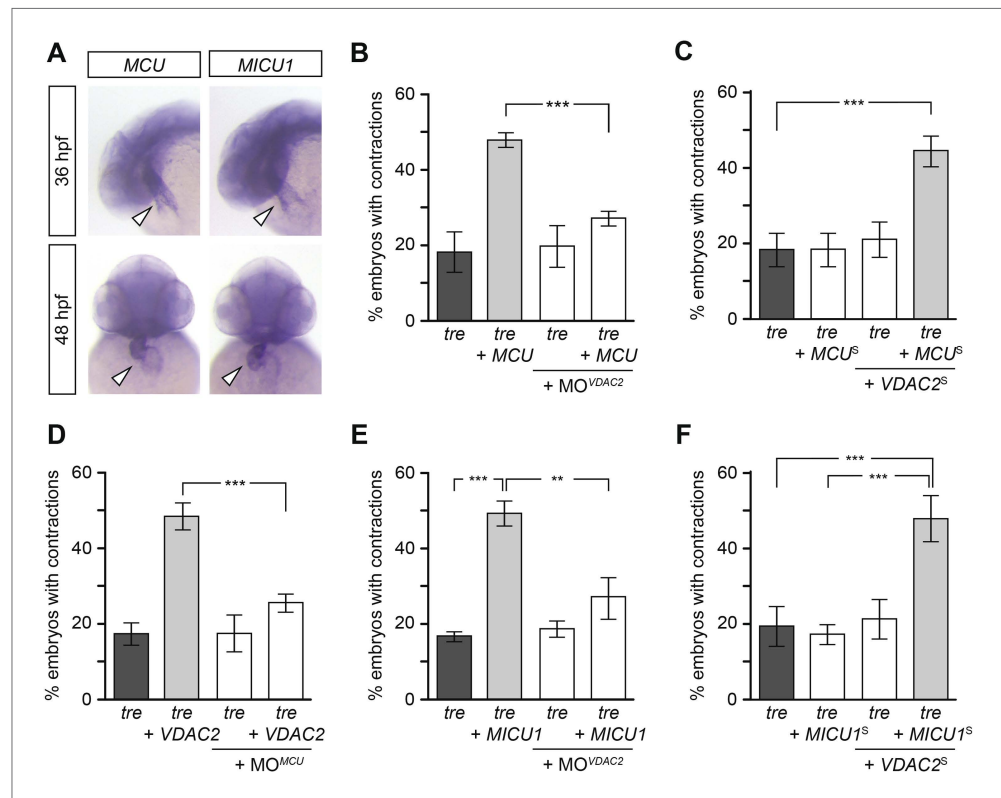 A
MCU
MICU1
36 hpf
48 hpf
B
% embryos with contractions
60
40
20
0
***
tre
tre
+ MCU
tre
tre
+ MCU
+ MO^VDAC2
C
% embryos with contractions
60
40
20
0
***
tre
tre
+ MCU^S
tre
tre
+ MCU^S
+ VDAC2^S
D
% embryos with contractions
60
40
20
0
***
tre
tre
+ VDAC2
tre
tre
+ VDAC2
+ MO^MCU
E
% embryos with contractions
60
40
20
0
***
**
tre
tre
+ MICU1
tre
tre
+ MICU1
+ MO^VDAC2
F
% embryos with contractions
60
40
20
0
***
***
tre
tre
+ MICU1^S
tre
tre
+ MICU1^S
+ VDAC2^S